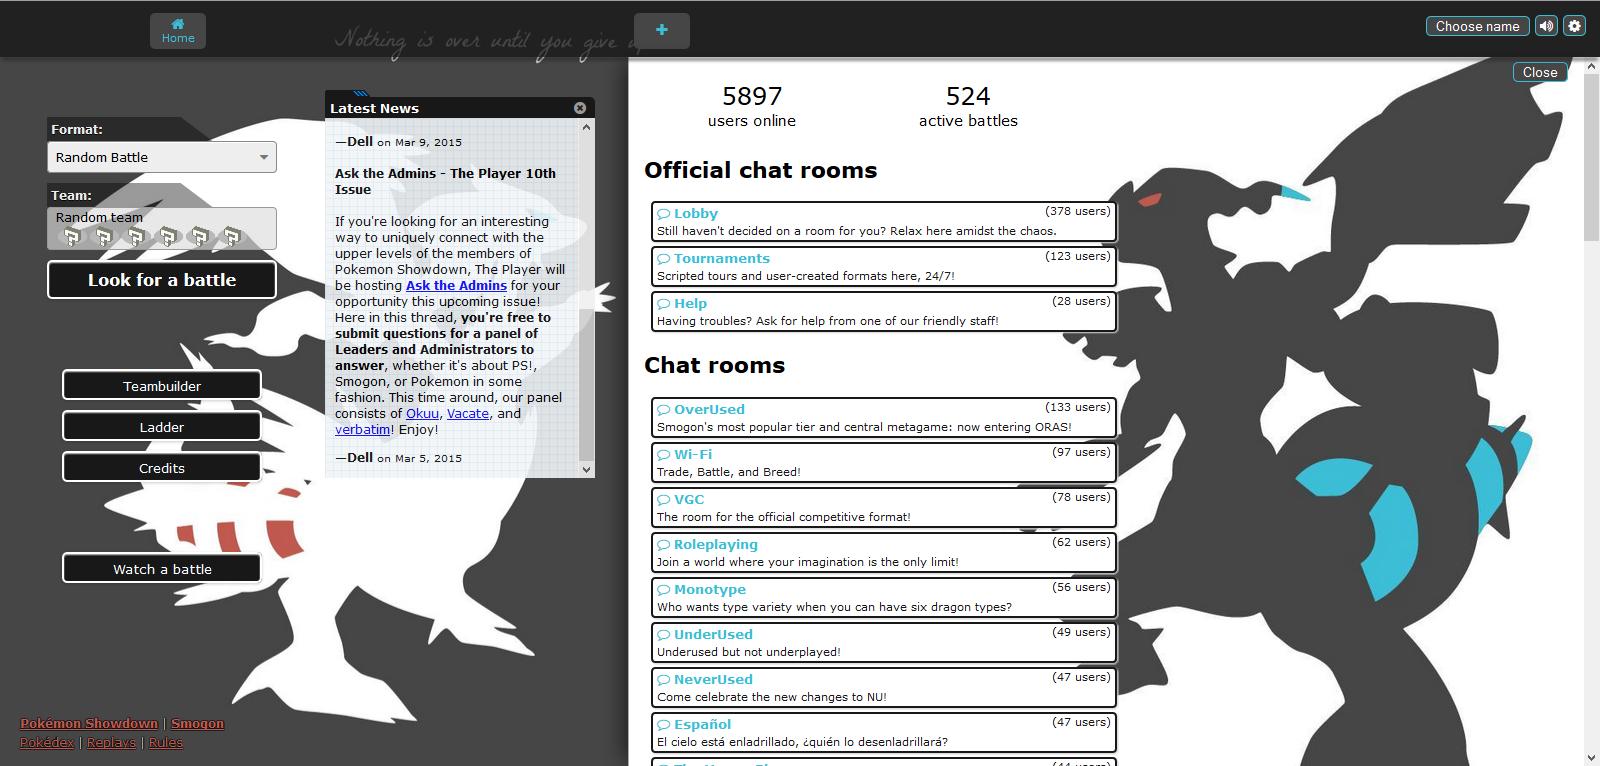 Home
Nothing is over until you give
Choose name
Close
Format:
Random Battle
Team:
Random team
Look for a battle
Teambuilder
Ladder
Credits
Watch a battle
Pokémon Showdown | Smogon
Pokédex | Replays | Rules
Latest News
—Dell on Mar 9, 2015
Ask the Admins - The Player 10th
Issue
If you're looking for an interesting
way to uniquely connect with the
upper levels of the members of
Pokemon Showdown, The Player will
be hosting Ask the Admins for your
opportunity this upcoming issue!
Here in this thread, you're free to
submit questions for a panel of
Leaders and Administrators to
answer, whether it's about PS!,
Smogon, or Pokemon in some
fashion. This time around, our panel
consists of Okuu, Vacate, and
verbatim! Enjoy!
—Dell on Mar 5, 2015
5897
users online
524
active battles
Official chat rooms
Lobby (378 users)
Still haven't decided on a room for you? Relax here amidst the chaos.
Tournaments (123 users)
Scripted tours and user-created formats here, 24/7!
Help (28 users)
Having troubles? Ask for help from one of our friendly staff!
Chat rooms
OverUsed (133 users)
Smogon's most popular tier and central metagame: now entering ORAS!
Wi-Fi (97 users)
Trade, Battle, and Breed!
VGC (78 users)
The room for the official competitive format!
Roleplaying (62 users)
Join a world where your imagination is the only limit!
Monotype (56 users)
Who wants type variety when you can have six dragon types?
UnderUsed (49 users)
Underused but not underplayed!
NeverUsed (47 users)
Come celebrate the new changes to NU!
Español (47 users)
El cielo está enladrillado, ¿quién lo desenladrillará?